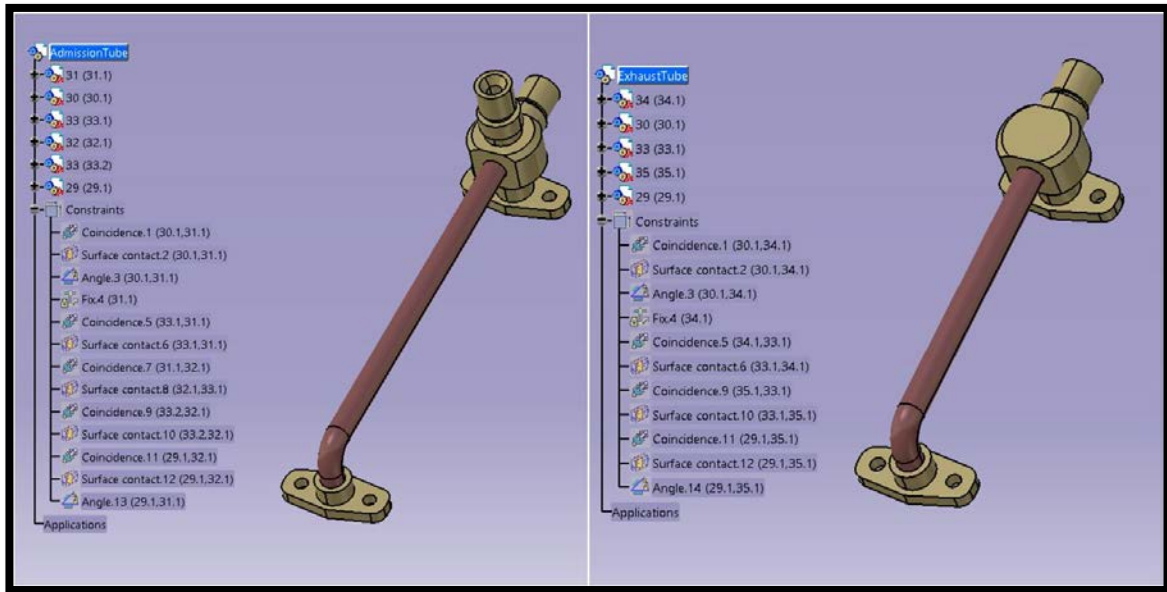 AdmissionTube
31 (31.1)
30 (30.1)
33 (33.1)
32 (32.1)
33 (33.2)
29 (29.1)
Constraints
Coincidence.1 (30.1,31.1)
Surface contact.2 (30.1,31.1)
Angle.3 (30.1,31.1)
Fix.4 (31.1)
Coincidence.5 (33.1,31.1)
Surface contact.6 (33.1,31.1)
Coincidence.7 (31.1,32.1)
Surface contact.8 (32.1,33.1)
Coincidence.9 (33.2,32.1)
Surface contact.10 (33.2,32.1)
Coincidence.11 (29.1,32.1)
Surface contact.12 (29.1,32.1)
Angle.13 (29.1,31.1)
Applications
ExhaustTube
34 (34.1)
30 (30.1)
33 (33.1)
35 (35.1)
29 (29.1)
Constraints
Coincidence.1 (30.1,34.1)
Surface contact.2 (30.1,34.1)
Angle.3 (30.1,34.1)
Fix.4 (34.1)
Coincidence.5 (34.1,33.1)
Surface contact.6 (33.1,34.1)
Coincidence.9 (35.1,33.1)
Surface contact.10 (33.1,35.1)
Coincidence.11 (29.1,35.1)
Surface contact.12 (29.1,35.1)
Angle.14 (29.1,35.1)
Applications